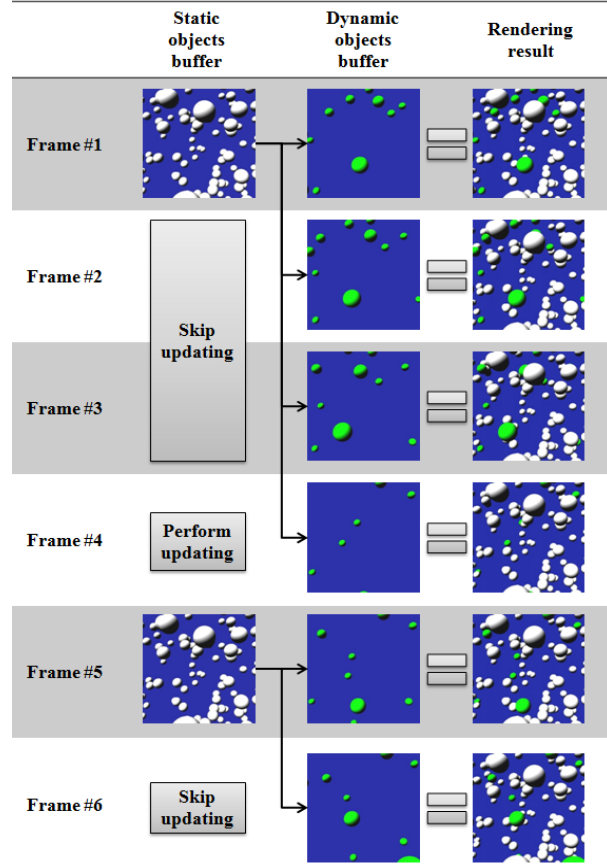 Static
objects
buffer
Dynamic
objects
buffer
Rendering
result
Frame #1
Frame #2
Skip
updating
Frame #3
Frame #4
Perform
updating
Frame #5
Frame #6
Skip
updating